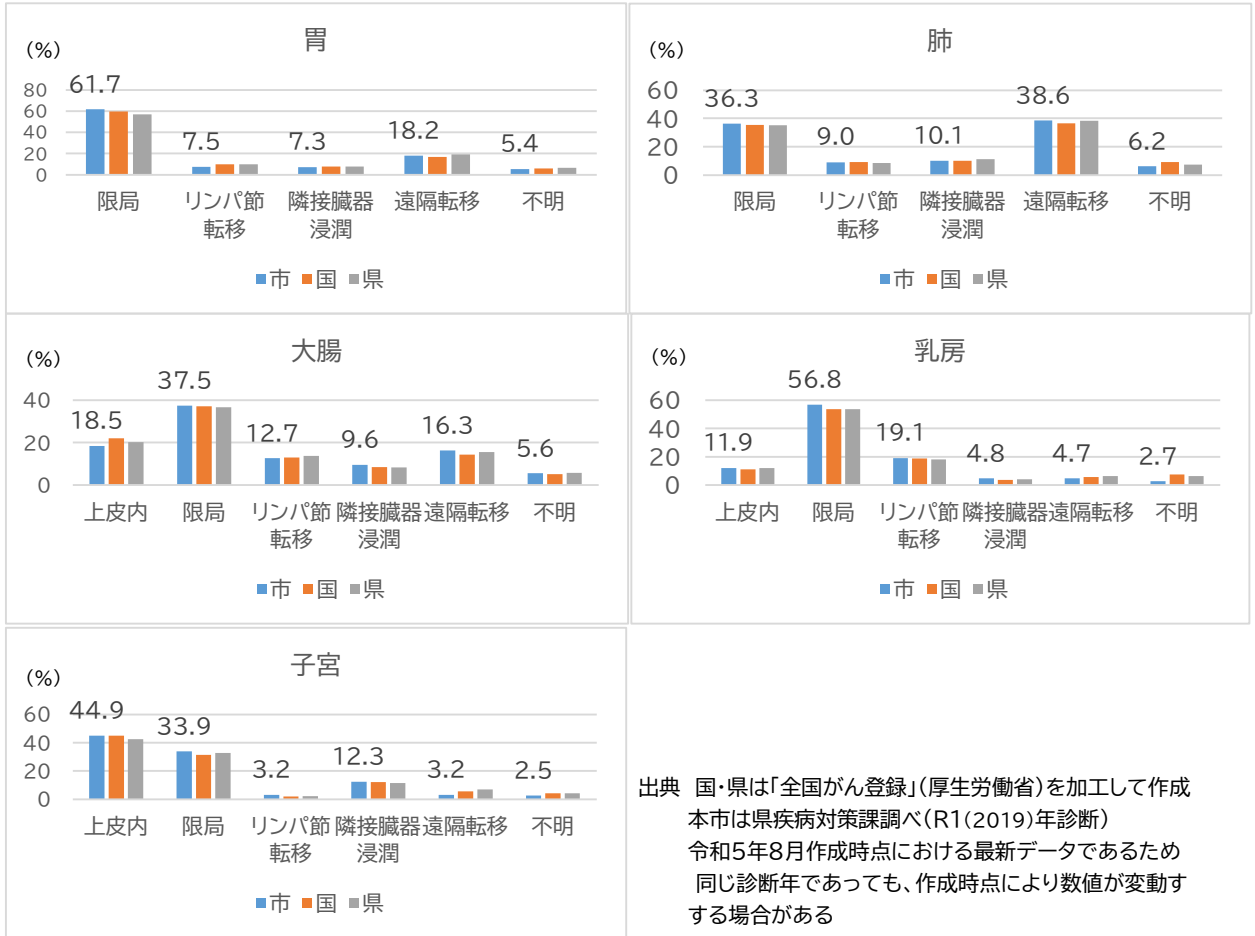 胃
(%)
61.7
7.5
7.3
18.2
5.4
80
60
40
20
0
限局
リンパ節
転移
隣接臓器
浸潤
遠隔転移
不明
市 国 県
肺
(%)
36.3
9.0
10.1
38.6
6.2
60
40
20
0
限局
リンパ節
転移
隣接臓器
浸潤
遠隔転移
不明
市 国 県
大腸
(%)
18.5
37.5
12.7
9.6
16.3
5.6
40
20
0
上皮内
限局
リンパ節
転移
隣接臓器
浸潤
遠隔転移
不明
市 国 県
乳房
(%)
11.9
56.8
19.1
4.8
4.7
2.7
60
40
20
0
上皮内
限局
リンパ節
転移
隣接臓器
浸潤
遠隔転移
不明
市 国 県
子宮
(%)
44.9
33.9
3.2
12.3
3.2
2.5
60
40
20
0
上皮内
限局
リンパ節
転移
隣接臓器
浸潤
遠隔転移
不明
市 国 県
出典 国・県は「全国がん登録」(厚生労働省)を加工して作成
本市は県疾病対策課調べ(R1(2019)年診断)
令和5年8月作成時点における最新データであるため
同じ診断年であっても、作成時点により数値が変動す
する場合がある